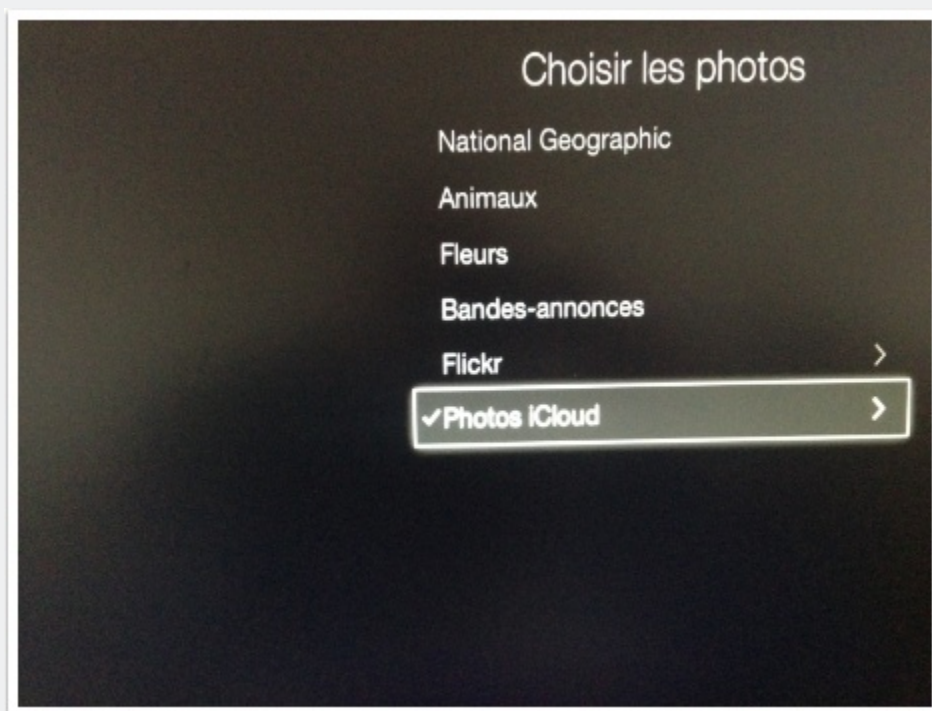 Choisir les photos
National Geographic
Animaux
Fleurs
Bandes-annonces
Flickr
✓Photos iCloud